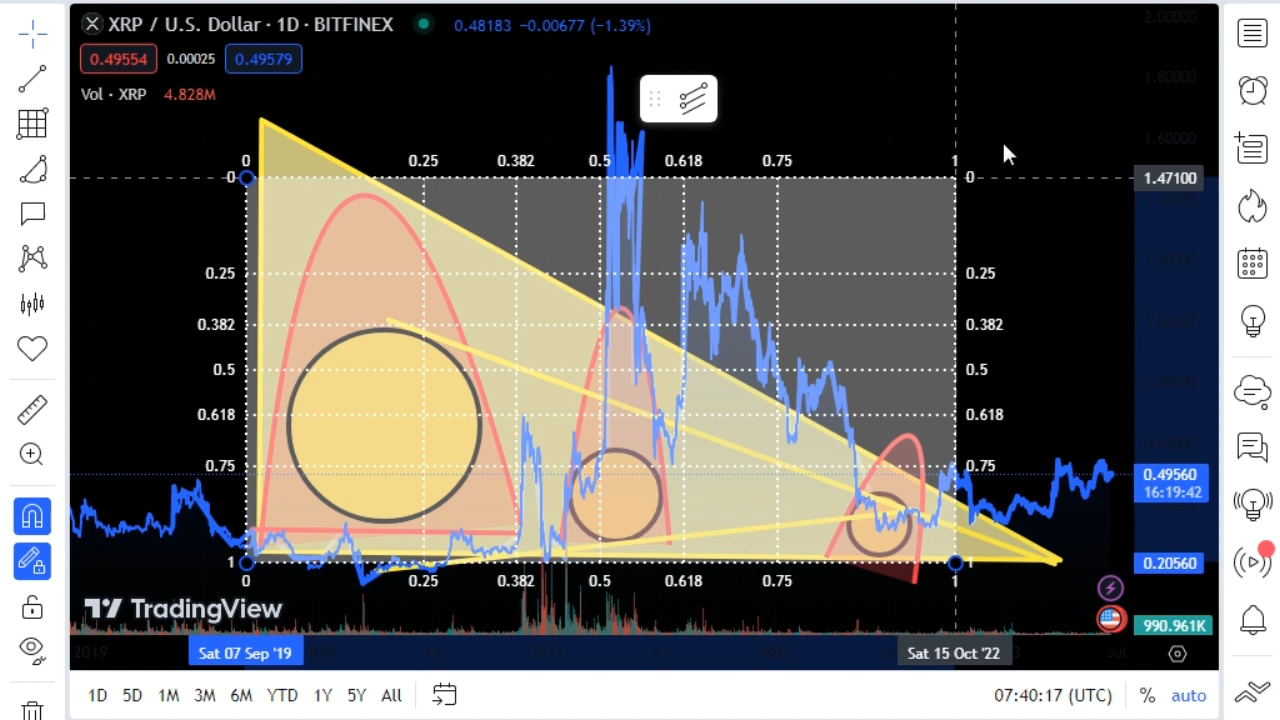 XRP / U.S. Dollar · 1D · BITFINEX 0.48183 −0.00677 (−1.39%)
0.49554 0.00025 0.49579
Vol · XRP 4.828M
2.00000
1.80000
1.60000
0 0.25 0.382 0.5 0.618 0.75 1
0 0 1.47100
0.25 0.25
0.382 0.382
0.5 0.5
0.618 0.618
0.75 0.75
0.49560
16:19:42
1 1 0.20560
0 0.25 0.382 0.5 0.618 0.75 1
TradingView
990.961K
2019 Sat 07 Sep '19 Sat 15 Oct '22 Jul
1D 5D 1M 3M 6M YTD 1Y 5Y All 07:40:17 (UTC) % auto